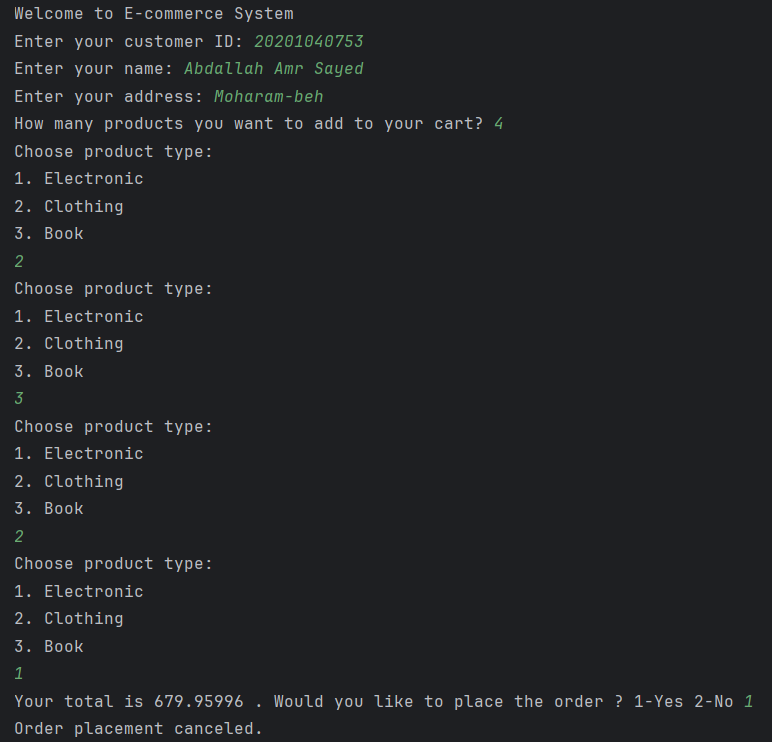 Welcome to E-commerce System
Enter your customer ID: 20201040753
Enter your name: Abdallah Amr Sayed
Enter your address: Moharam-beh
How many products you want to add to your cart? 4
Choose product type:
1. Electronic
2. Clothing
3. Book
2
Choose product type:
1. Electronic
2. Clothing
3. Book
3
Choose product type:
1. Electronic
2. Clothing
3. Book
2
Choose product type:
1. Electronic
2. Clothing
3. Book
1
Your total is 679.95996 . Would you like to place the order ? 1-Yes 2-No 1
Order placement canceled.